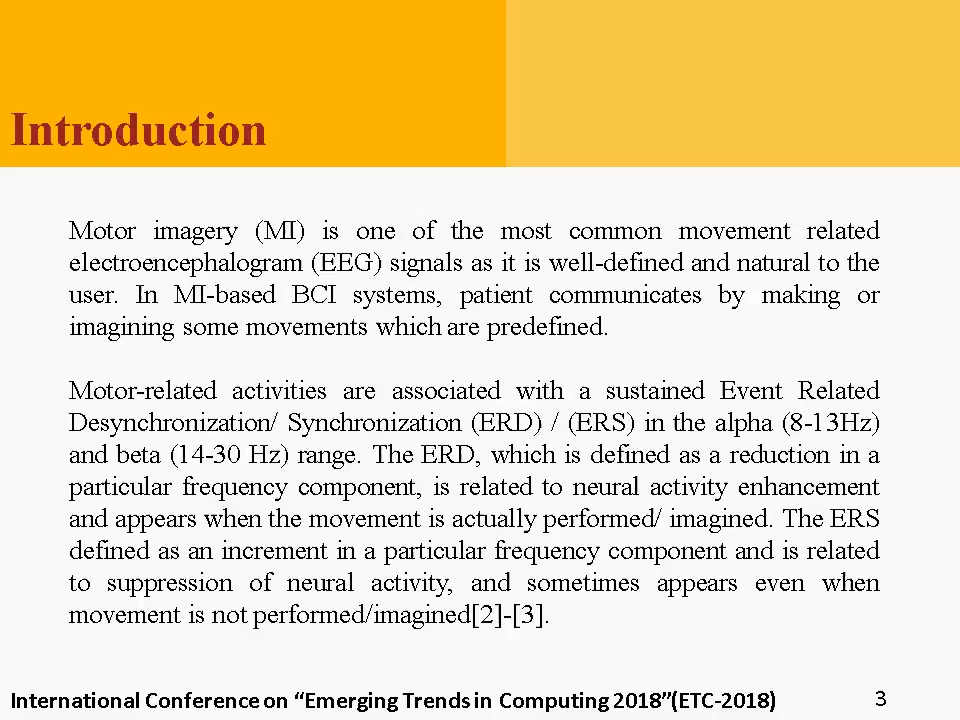 Introduction
Motor imagery (MI) is one of the most common movement related
electroencephalogram (EEG) signals as it is well-defined and natural to the
user. In MI-based BCI systems, patient communicates by making or
imagining some movements which are predefined.
Motor-related activities are associated with a sustained Event Related
Desynchronization/ Synchronization (ERD) / (ERS) in the alpha (8-13Hz)
and beta (14-30 Hz) range. The ERD, which is defined as a reduction in a
particular frequency component, is related to neural activity enhancement
and appears when the movement is actually performed/ imagined. The ERS
defined as an increment in a particular frequency component and is related
to suppression of neural activity, and sometimes appears even when
movement is not performed/imagined[2]-[3].
International Conference on “Emerging Trends in Computing 2018”(ETC-2018)
3